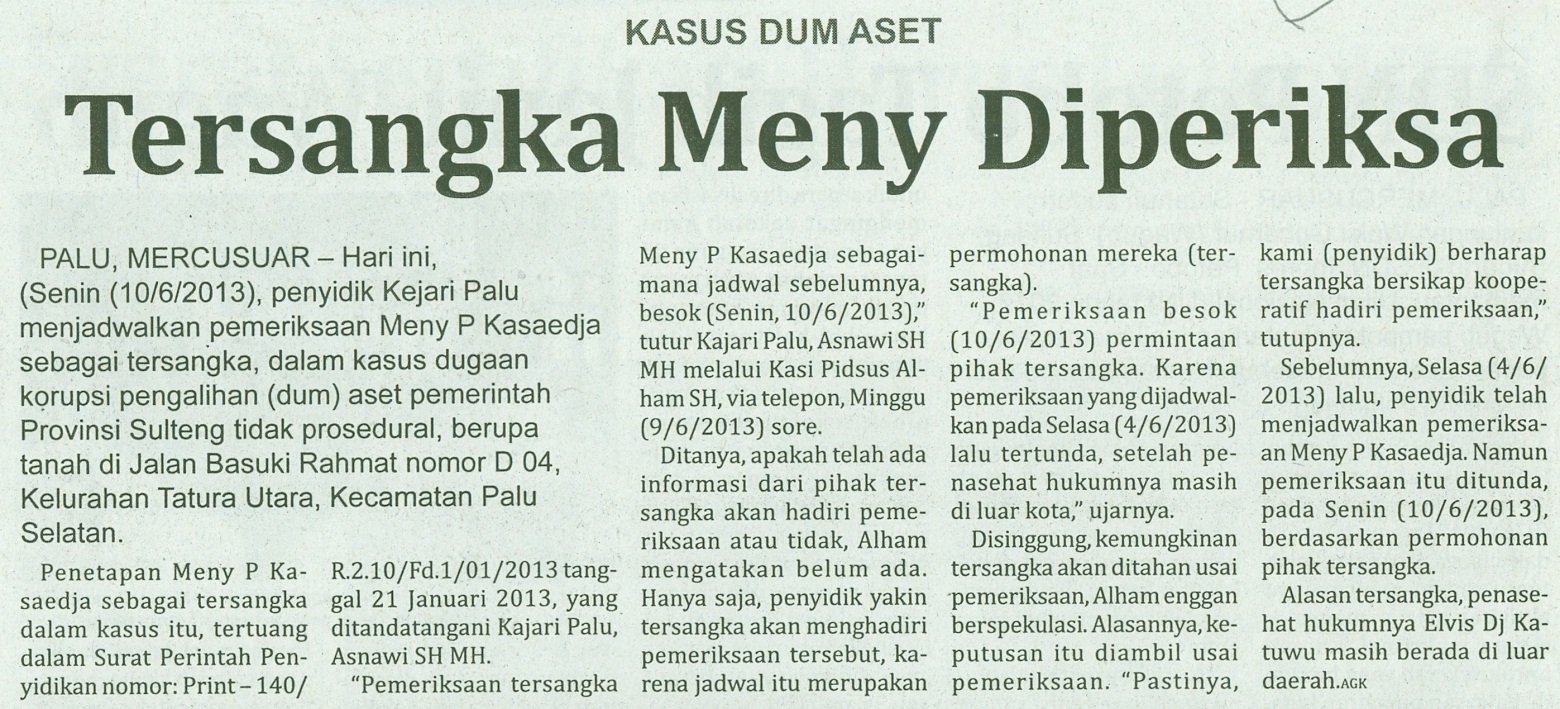 KASUS DUM ASET
Tersangka Meny Diperiksa
PALU, MERCUSUAR – Hari ini,
(Senin (10/6/2013), penyidik Kejari Palu
menjadwalkan pemeriksaan Meny P Kasaedja
sebagai tersangka, dalam kasus dugaan
korupsi pengalihan (dum) aset pemerintah
Provinsi Sulteng tidak prosedural, berupa
tanah di Jalan Basuki Rahmat nomor D 04,
Kelurahan Tatura Utara, Kecamatan Palu
Selatan.
Penetapan Meny P Ka-
saedja sebagai tersangka
dalam kasus itu, tertuang
dalam Surat Perintah Pen-
yidikan nomor: Print – 140/
R.2.10/Fd.1/01/2013 tang-
gal 21 Januari 2013, yang
ditandatangani Kajari Palu,
Asnawi SH MH.
“Pemeriksaan tersangka
Meny P Kasaedja sebagai-
mana jadwal sebelumnya,
besok (Senin, 10/6/2013),”
tutur Kajari Palu, Asnawi SH
MH melalui Kasi Pidsus Al-
ham SH, via telepon, Minggu
(9/6/2013) sore.
Ditanya, apakah telah ada
informasi dari pihak ter-
sangka akan hadiri peme-
riksaan atau tidak, Alham
mengatakan belum ada.
Hanya saja, penyidik yakin
tersangka akan menghadiri
pemeriksaan tersebut, ka-
rena jadwal itu merupakan
permohonan mereka (ter-
sangka).
“Pemeriksaan besok
(10/6/2013) permintaan
pihak tersangka. Karena
pemeriksaan yang dijadwal-
kan pada Selasa (4/6/2013)
lalu tertunda, setelah pe-
nasehat hukumnya masih
di luar kota,” ujarnya.
Disinggung, kemungkinan
tersangka akan ditahan usai
pemeriksaan, Alham enggan
berspekulasi. Alasannya, ke-
putusan itu diambil usai
pemeriksaan. “Pastinya,
kami (penyidik) berharap
tersangka bersikap koope-
ratif hadiri pemeriksaan,”
tutupnya.
Sebelumnya, Selasa (4/6/
2013) lalu, penyidik telah
menjadwalkan pemeriksa-
an Meny P Kasaedja. Namun
pemeriksaan itu ditunda,
pada Senin (10/6/2013),
berdasarkan permohonan
pihak tersangka.
Alasan tersangka, penase-
hat hukumnya Elvis Dj Ka-
tuwu masih berada di luar
daerah.AGK